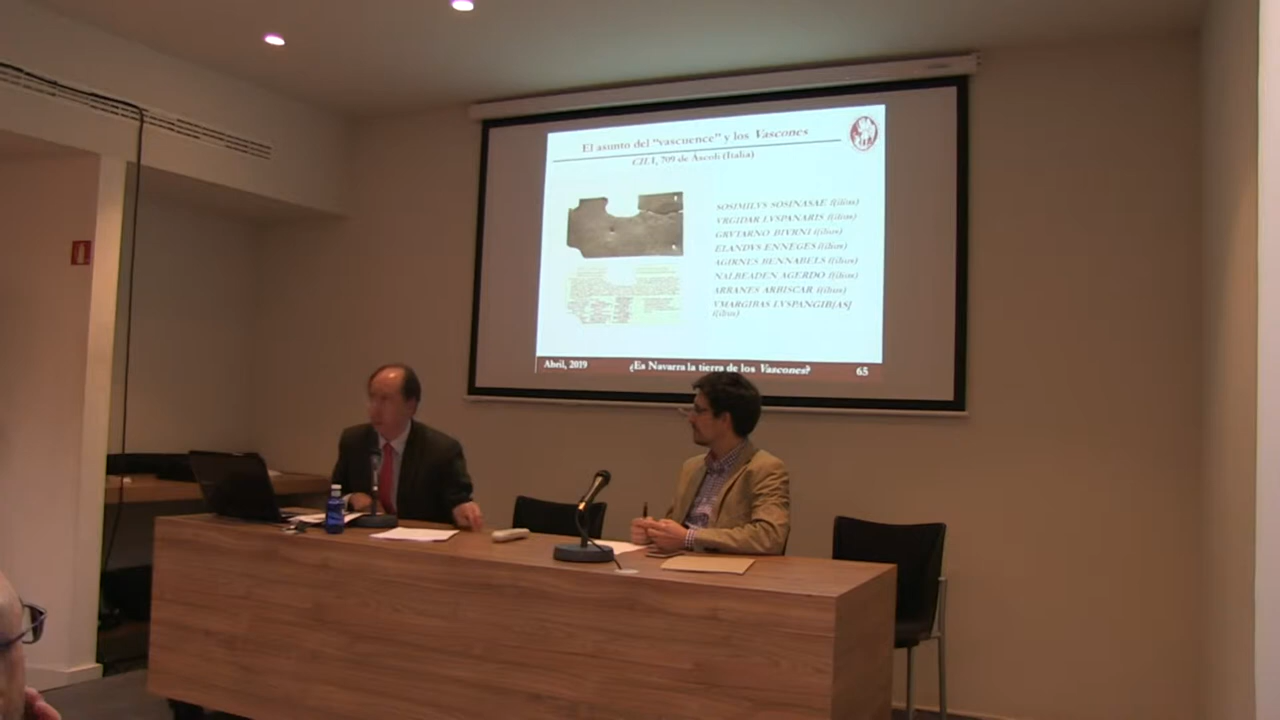 El asunto del "vascuence" y los Vascones
CIL I, 709 de Áscoli (Italia)
SOSIMILVS SOSINASAE f(ilius)
VRGIDAR LVSPANARIS f(ilius)
GRVTARNO BIVRNI f(ilius)
ELANDVS ENNEGES f(ilius)
AGIRNES BENNABELS f(ilius)
NALBEADEN AGERDO f(ilius)
ARRANES ARBISCAR f(ilius)
VMARGIBAS LVSPANGIB[AS]
f(ilius)
Abril, 2019 ¿Es Navarra la tierra de los Vascones? 65